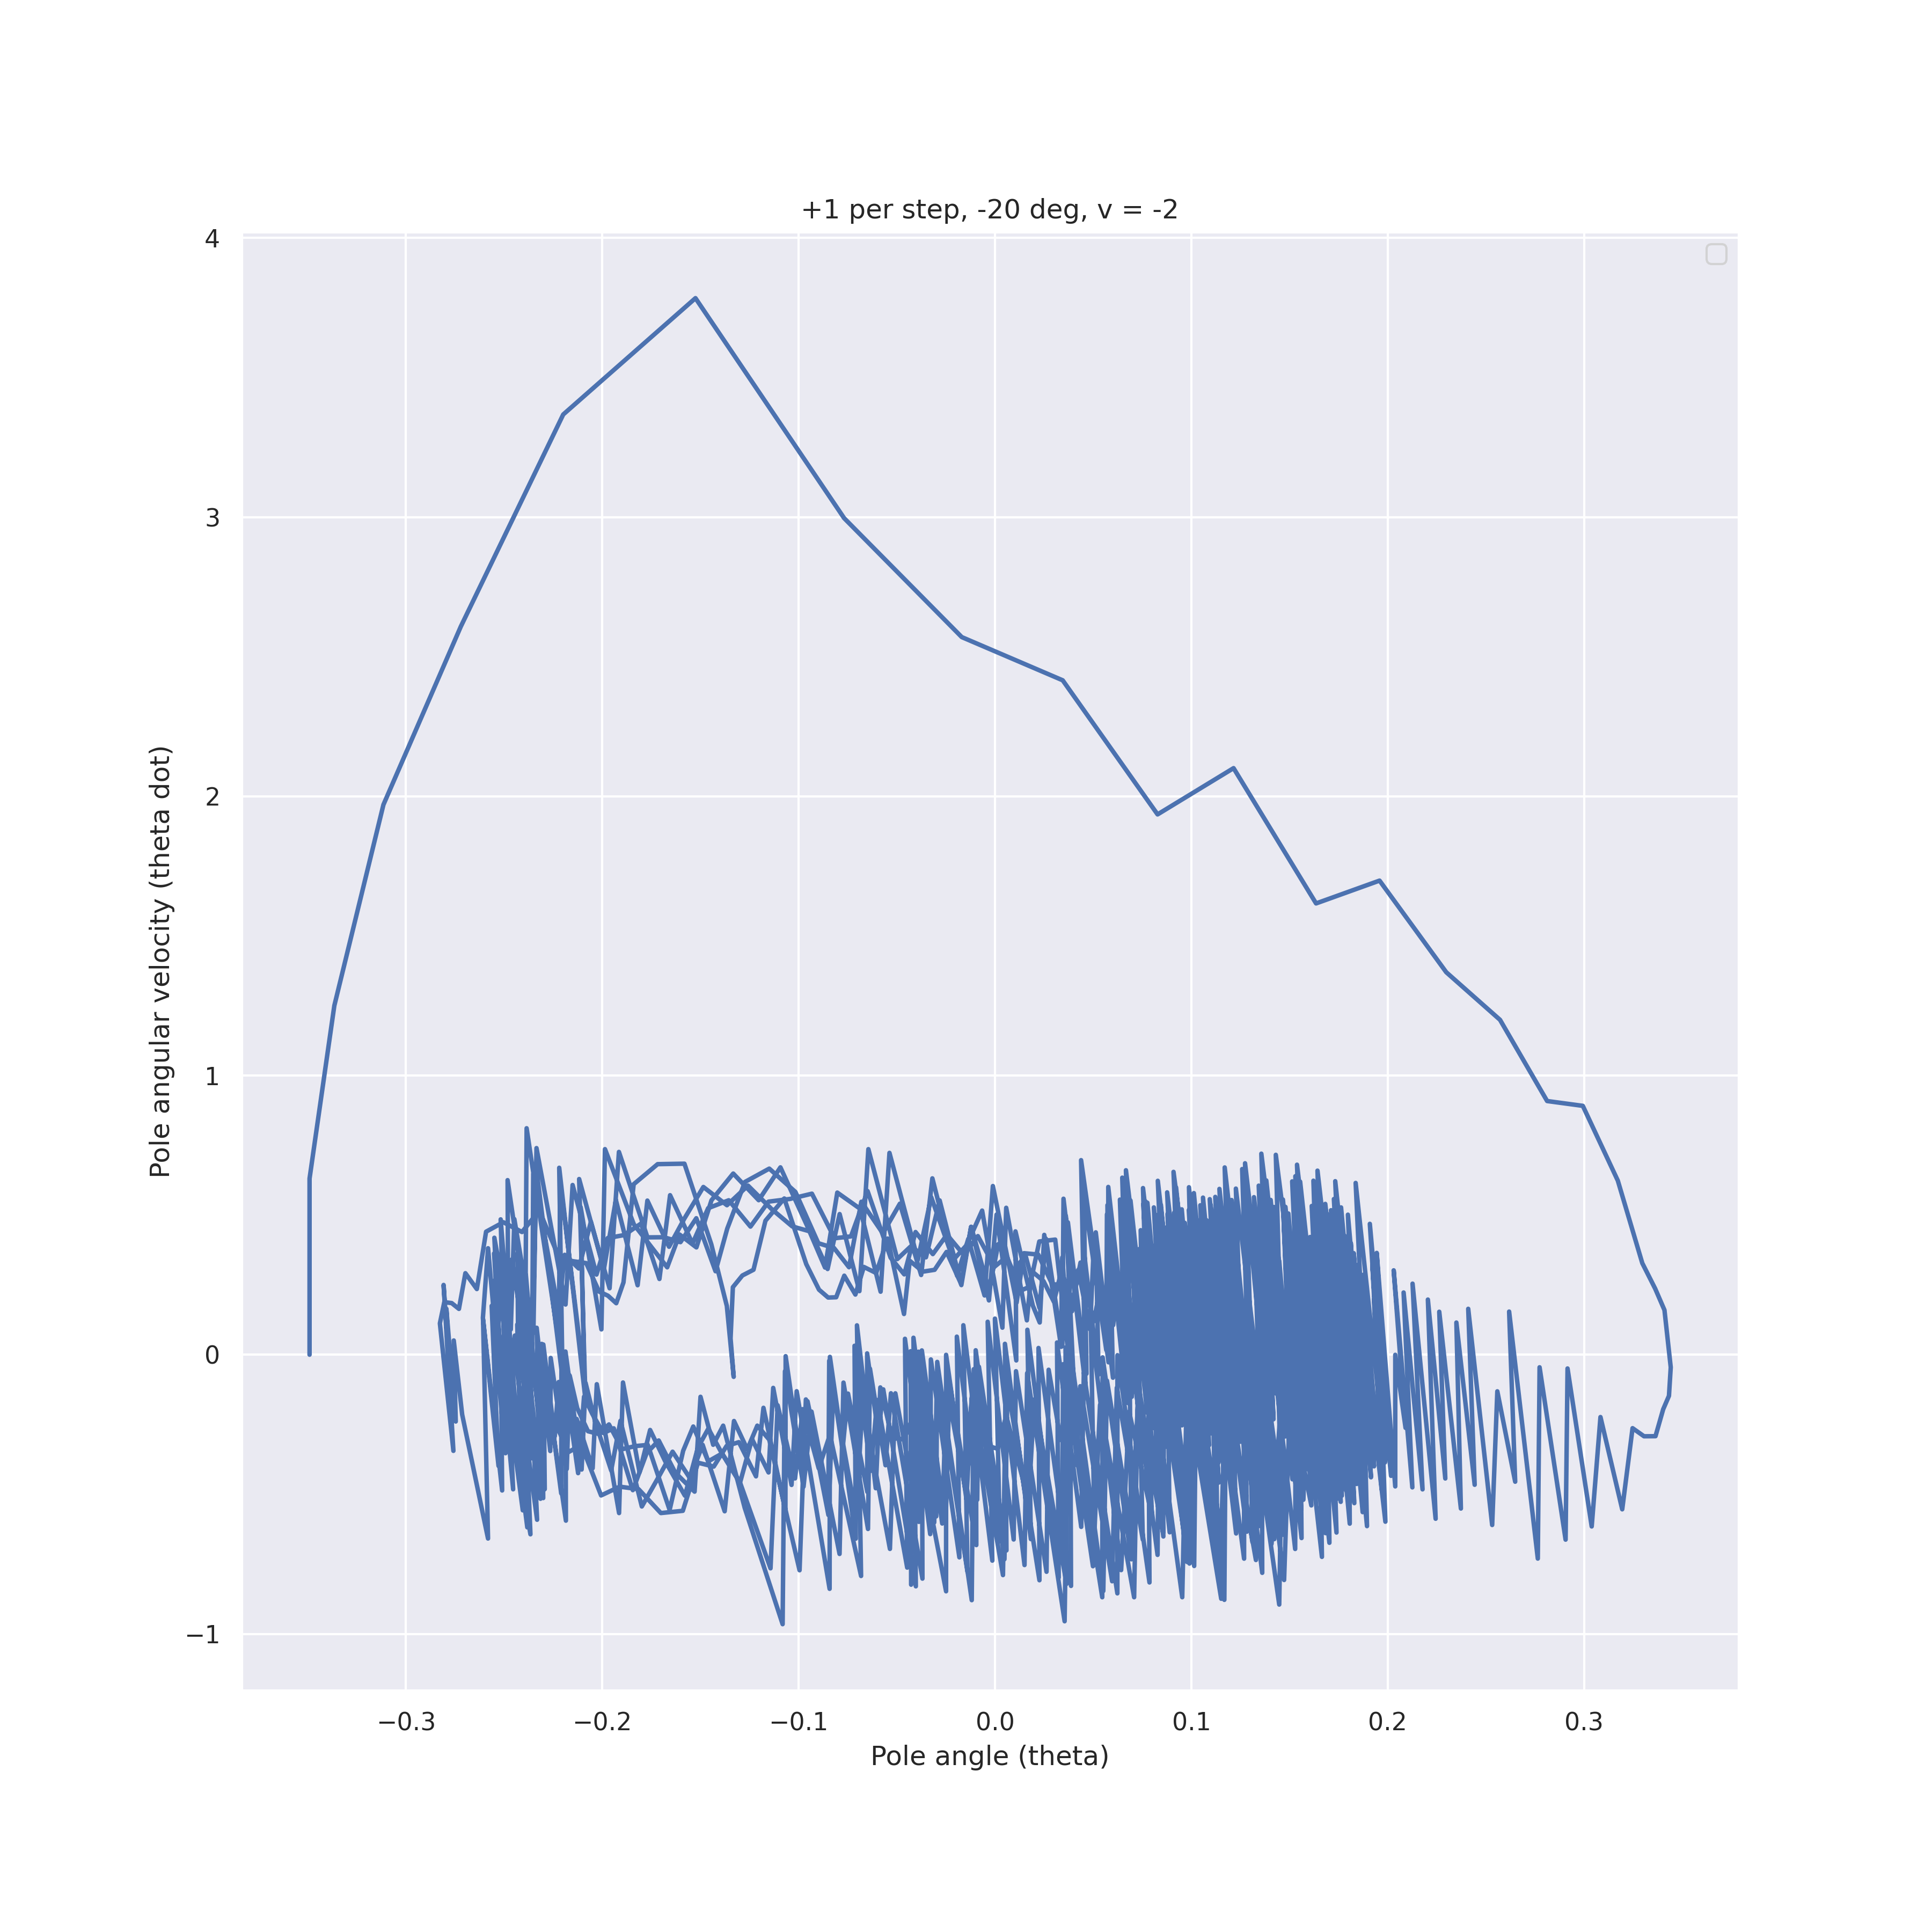 +1 per step, -20 deg, v = -2
4
3
2
1
0
−1
Pole angular velocity (theta dot)
−0.3 −0.2 −0.1 0.0 0.1 0.2 0.3
Pole angle (theta)